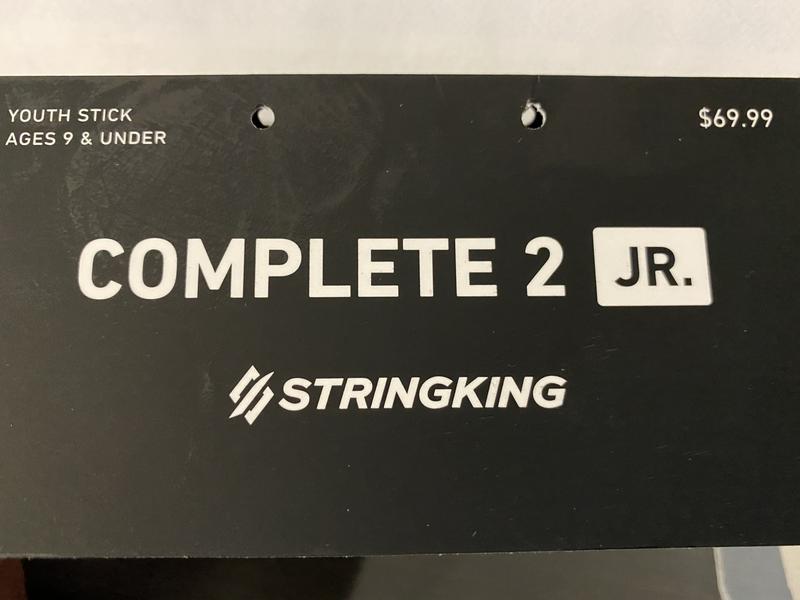 YOUTH STICK
AGES 9 & UNDER
$69.99
COMPLETE 2 JR.
STRINGKING